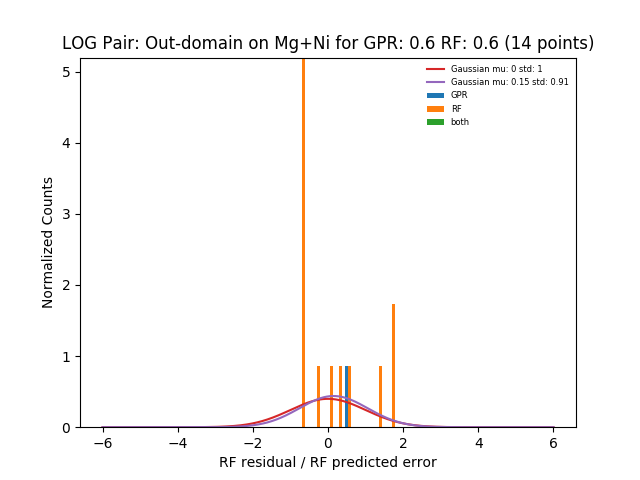 LOG Pair: Out-domain on Mg+Ni for GPR: 0.6 RF: 0.6 (14 points)
Gaussian mu: 0 std: 1
Gaussian mu: 0.15 std: 0.91
GPR
RF
both
Normalized Counts
5
4
3
2
1
0
−6 −4 −2 0 2 4 6
RF residual / RF predicted error